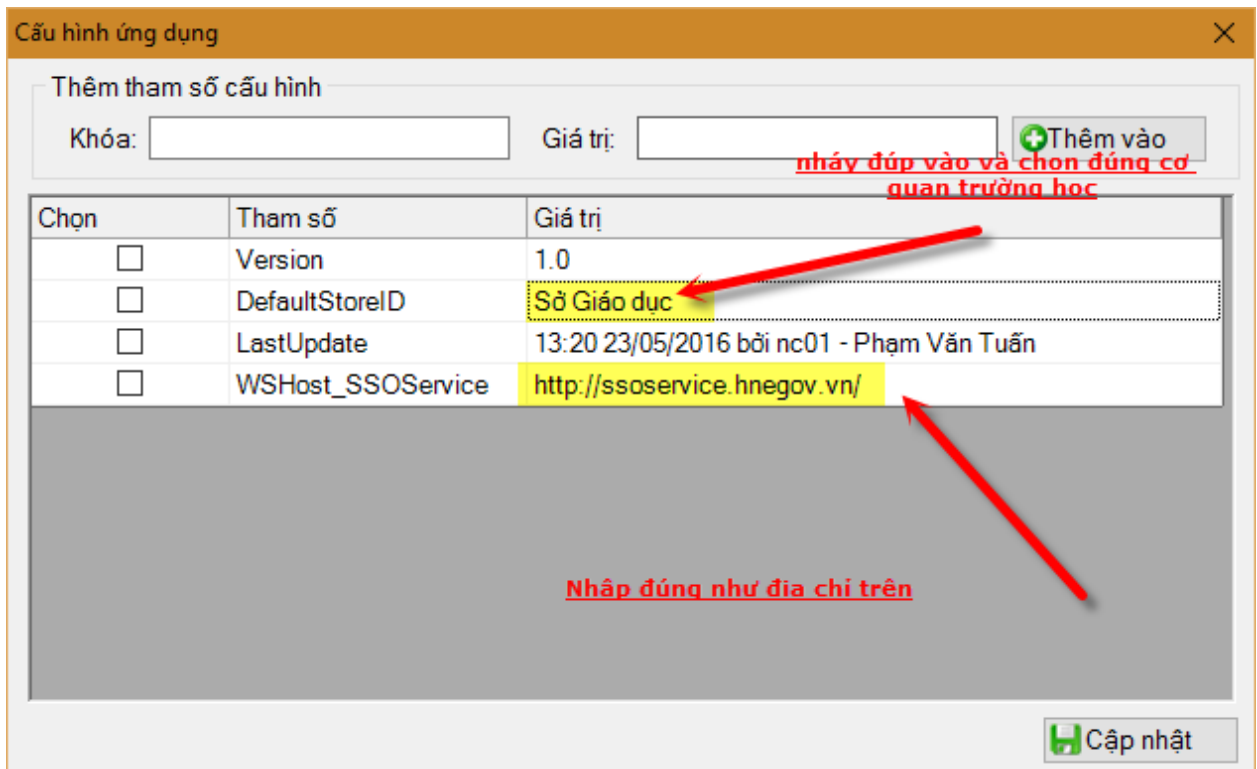 Cấu hình ứng dụng
Thêm tham số cấu hình
Khóa:
Giá trị:
Thêm vào
nháy đúp vào và chọn đúng cơ
quan trường học
Chọn
Tham số
Giá trị
Version
1.0
DefaultStoreID
Sở Giáo dục
LastUpdate
13:20 23/05/2016 bởi nc01 - Phạm Văn Tuấn
WSHost_SSOService
http://ssoservice.hnegov.vn/
Nhập đúng như địa chỉ trên
Cập nhật